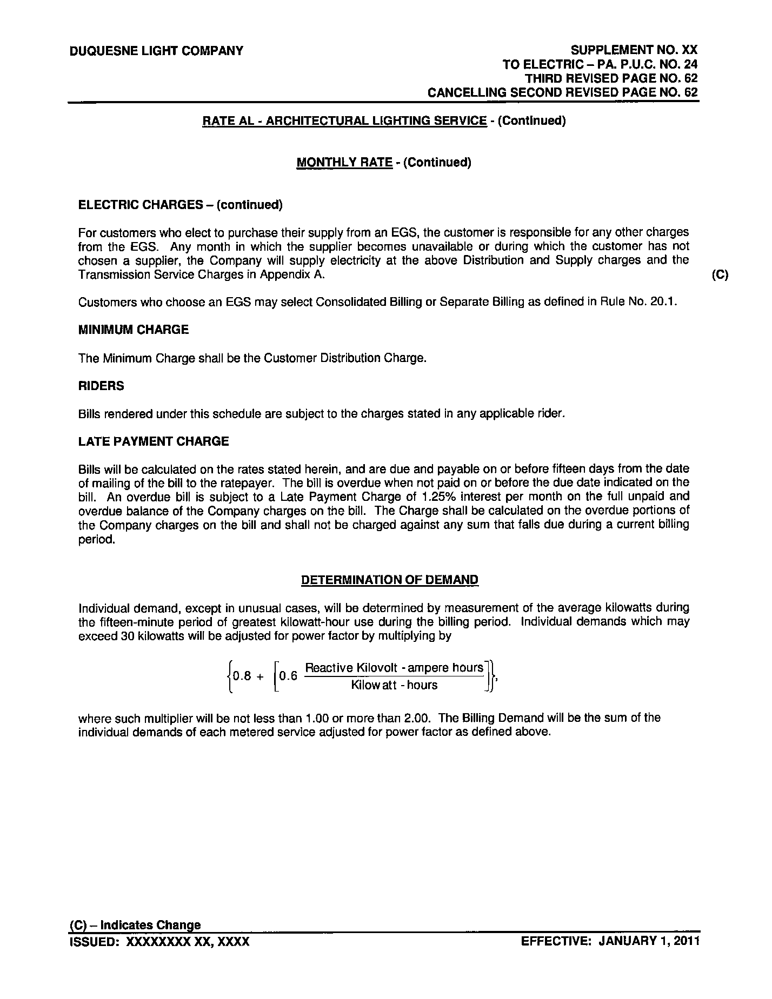 DUQUESNE LIGHT COMPANY
SUPPLEMENT NO. XX
TO ELECTRIC – PA. P.U.C. NO. 24
THIRD REVISED PAGE NO. 62
CANCELLING SECOND REVISED PAGE NO. 62
RATE AL - ARCHITECTURAL LIGHTING SERVICE - (Continued)
MONTHLY RATE - (Continued)
ELECTRIC CHARGES – (continued)
For customers who elect to purchase their supply from an EGS, the customer is responsible for any other charges
from the EGS. Any month in which the supplier becomes unavailable or during which the customer has not
chosen a supplier, the Company will supply electricity at the above Distribution and Supply charges and the
Transmission Service Charges in Appendix A. (C)
Customers who choose an EGS may select Consolidated Billing or Separate Billing as defined in Rule No. 20.1.
MINIMUM CHARGE
The Minimum Charge shall be the Customer Distribution Charge.
RIDERS
Bills rendered under this schedule are subject to the charges stated in any applicable rider.
LATE PAYMENT CHARGE
Bills will be calculated on the rates stated herein, and are due and payable on or before fifteen days from the date
of mailing of the bill to the ratepayer. The bill is overdue when not paid on or before the due date indicated on the
bill. An overdue bill is subject to a Late Payment Charge of 1.25% interest per month on the full unpaid and
overdue balance of the Company charges on the bill. The Charge shall be calculated on the overdue portions of
the Company charges on the bill and shall not be charged against any sum that falls due during a current billing
period.
DETERMINATION OF DEMAND
Individual demand, except in unusual cases, will be determined by measurement of the average kilowatts during
the fifteen-minute period of greatest kilowatt-hour use during the billing period. Individual demands which may
exceed 30 kilowatts will be adjusted for power factor by multiplying by
{0.8 + [0.6 Reactive Kilovolt - ampere hours
Kilowatt - hours]},
where such multiplier will be not less than 1.00 or more than 2.00. The Billing Demand will be the sum of the
individual demands of each metered service adjusted for power factor as defined above.
(C) – Indicates Change
ISSUED: XXXXXXXX XX, XXXX
EFFECTIVE: JANUARY 1, 2011